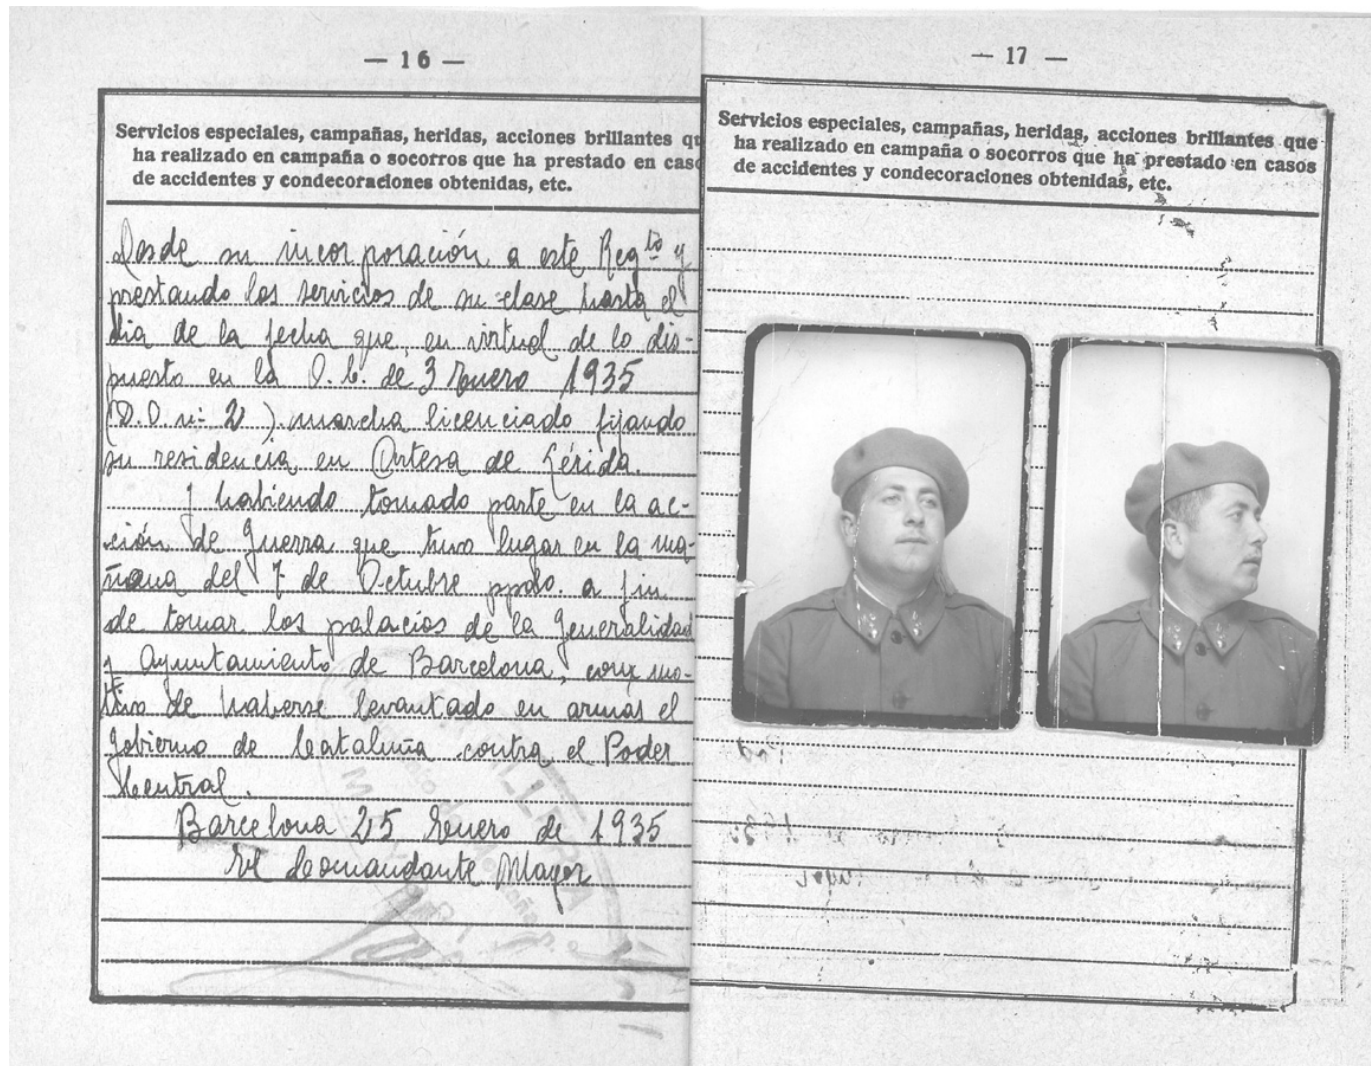 — 16 —
Servicios especiales, campañas, heridas, acciones brillantes qu
ha realizado en campaña o socorros que ha prestado en caso
de accidentes y condecoraciones obtenidas, etc.
Desde su incorporación a este Regto y
prestando los servicios de su clase hasta el
dia de la fecha que, en virtud de lo dis-
puesto en la O. C. de 3 Enero 1935
(D.O. nº 2) marcha licenciado fijando
su residencia en Artesa de Lérida.
y habiendo tomado parte en la ac-
ción de Guerra que tuvo lugar en la ma-
ñana del 7 de Octubre ppdo. a fin
de tomar los palacios de la Generalidad
y Ayuntamiento de Barcelona, con mo-
tivo de haberse levantado en armas el
Gobierno de Cataluña contra el Poder
Central.
Barcelona 25 Enero de 1935
El Comandante Mayor
— 17 —
Servicios especiales, campañas, heridas, acciones brillantes que
ha realizado en campaña o socorros que ha prestado en casos
de accidentes y condecoraciones obtenidas, etc.